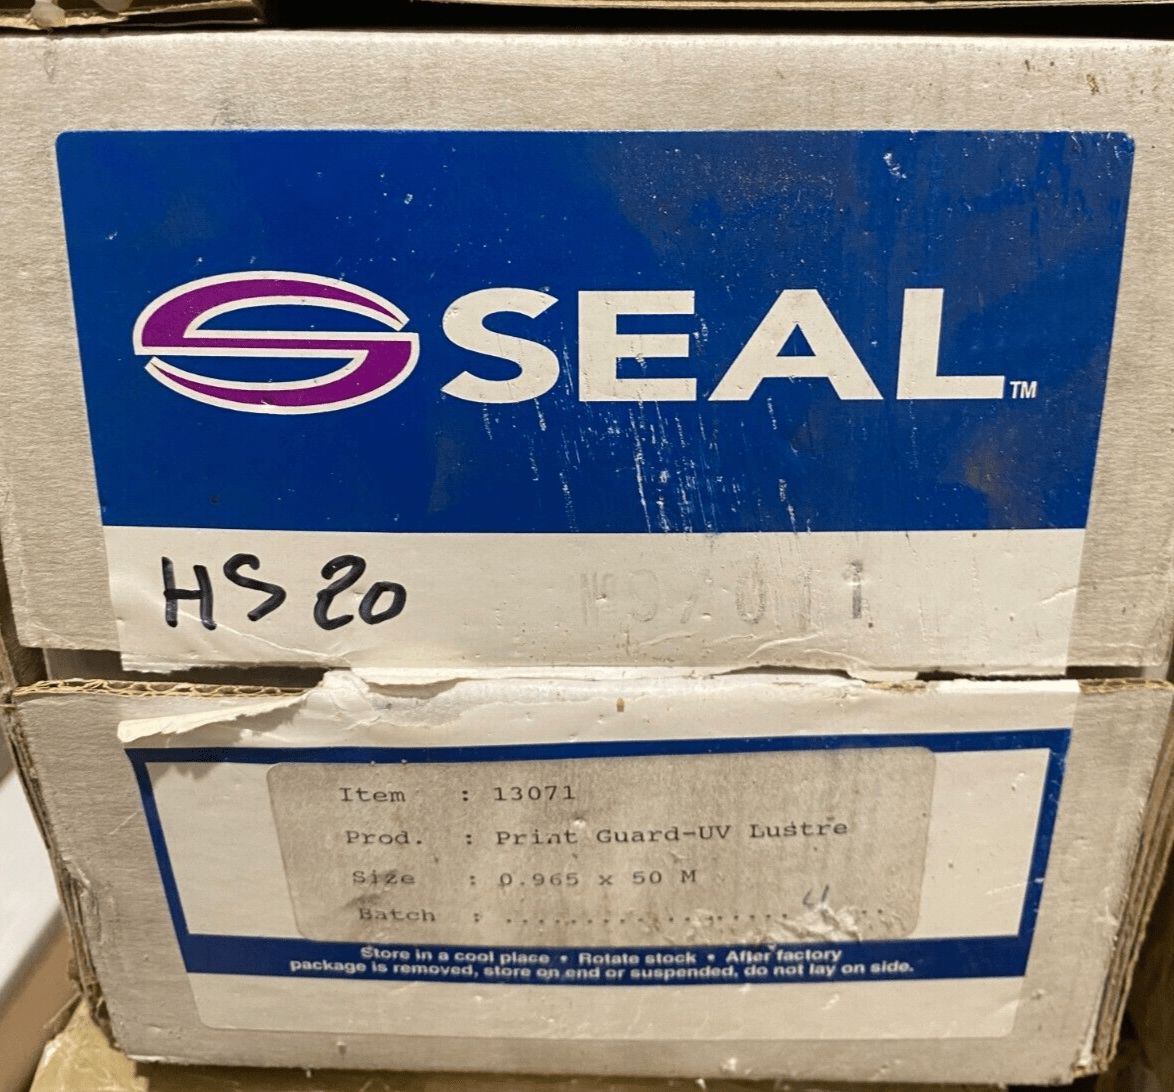 SEAL™
HS 20
Item : 13071
Prod. : Print Guard-UV Lustre
Size : 0.965 x 50 M
Batch : ....................
Store in a cool place • Rotate stock • After factory
package is removed, store on end or suspended, do not lay on side.